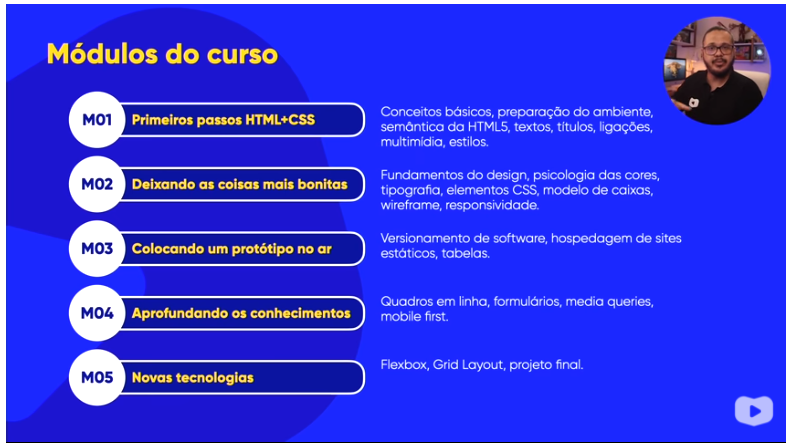 Módulos do curso
M01
Primeiros passos HTML+CSS
Conceitos básicos, preparação do ambiente,
semântica da HTML5, textos, títulos, ligações,
multimídia, estilos.
M02
Deixando as coisas mais bonitas
Fundamentos do design, psicologia das cores,
tipografia, elementos CSS, modelo de caixas,
wireframe, responsividade.
M03
Colocando um protótipo no ar
Versionamento de software, hospedagem de sites
estáticos, tabelas.
M04
Aprofundando os conhecimentos
Quadros em linha, formulários, media queries,
mobile first.
M05
Novas tecnologias
Flexbox, Grid Layout, projeto final.